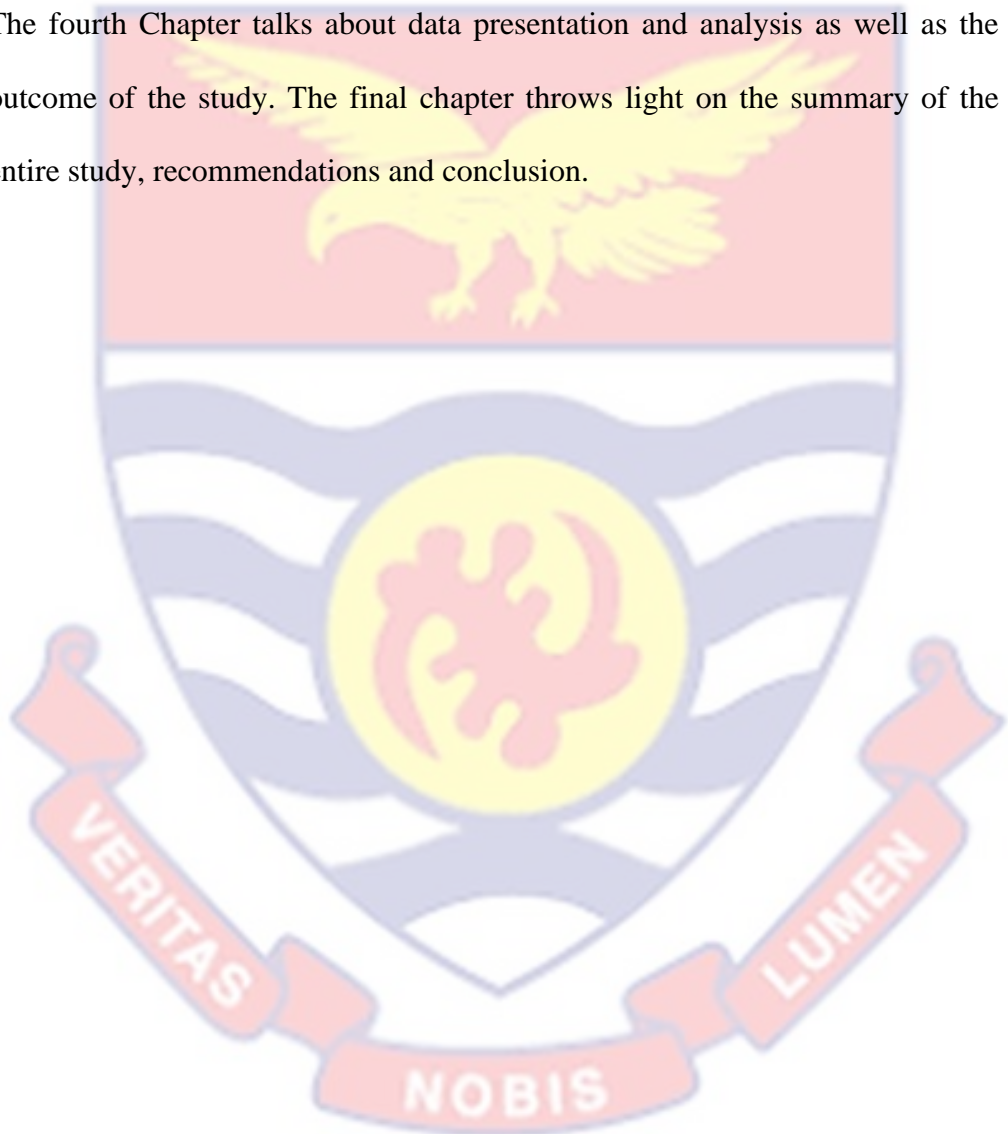 The fourth Chapter talks about data presentation and analysis as well as the
outcome of the study. The final chapter throws light on the summary of the
entire study, recommendations and conclusion.
VERITAS
NOBIS
LUMEN